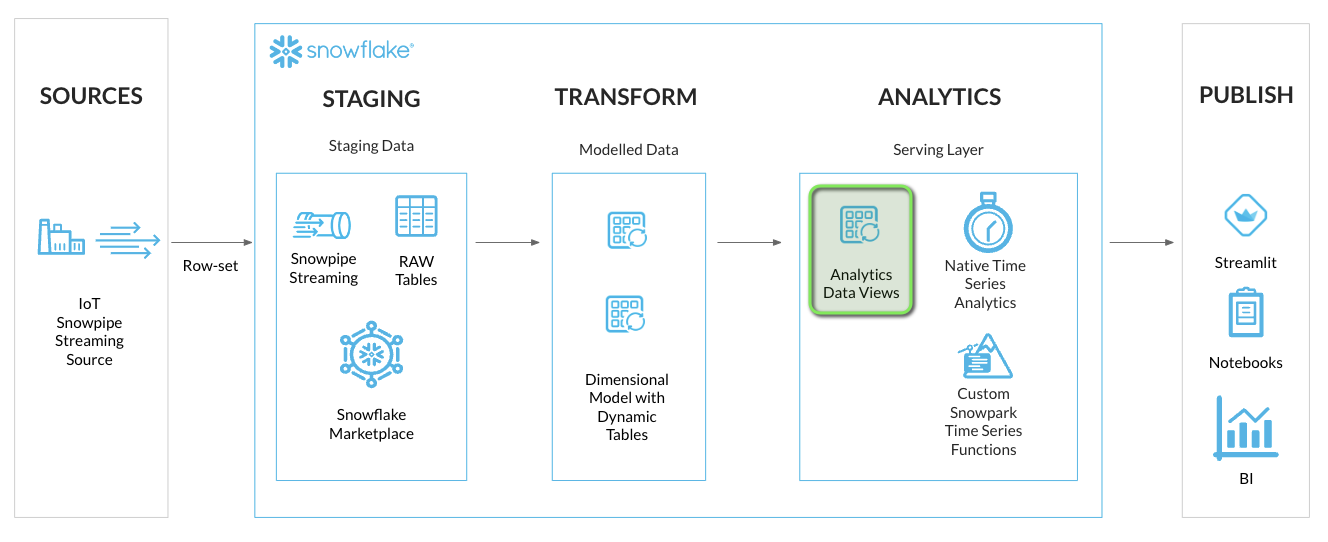 snowflake®
SOURCES
IoT
Snowpipe
Streaming
Source
Row-set
STAGING
Staging Data
Snowpipe
Streaming
RAW
Tables
Snowflake
Marketplace
TRANSFORM
Modelled Data
Dimensional
Model with
Dynamic
Tables
ANALYTICS
Serving Layer
Analytics
Data Views
Native Time
Series
Analytics
Custom
Snowpark
Time Series
Functions
PUBLISH
Streamlit
Notebooks
BI